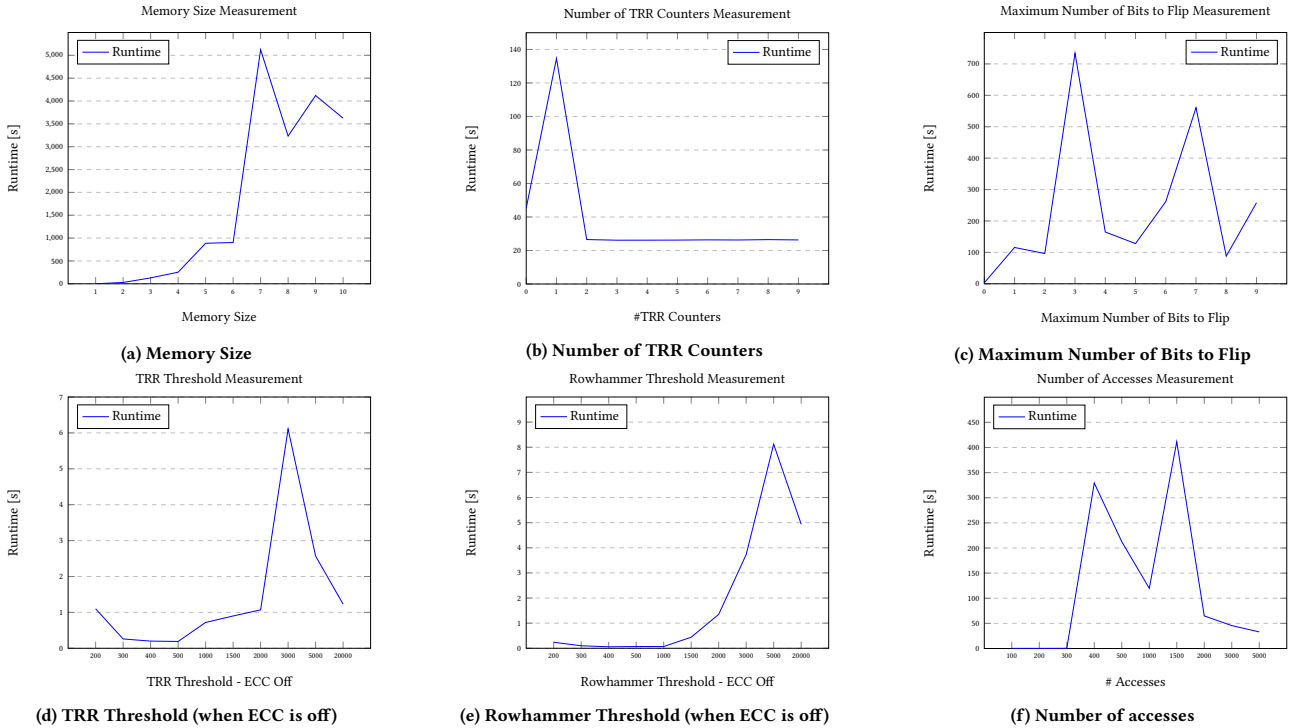 Memory Size Measurement
Runtime
5,000
4,500
4,000
3,500
3,000
2,500
2,000
1,500
1,000
500
0
Runtime [s]
1 2 3 4 5 6 7 8 9 10
Memory Size
(a) Memory Size
Number of TRR Counters Measurement
Runtime
140
120
100
80
60
40
20
0
Runtime [s]
0 1 2 3 4 5 6 7 8 9
#TRR Counters
(b) Number of TRR Counters
Maximum Number of Bits to Flip Measurement
Runtime
700
600
500
400
300
200
100
0
Runtime [s]
0 1 2 3 4 5 6 7 8 9
Maximum Number of Bits to Flip
(c) Maximum Number of Bits to Flip
TRR Threshold Measurement
Runtime
7
6
5
4
3
2
1
0
Runtime [s]
200 300 400 500 1000 1500 2000 3000 5000 20000
TRR Threshold - ECC Off
(d) TRR Threshold (when ECC is off)
Rowhammer Threshold Measurement
Runtime
9
8
7
6
5
4
3
2
1
0
Runtime [s]
200 300 400 500 1000 1500 2000 3000 5000 20000
Rowhammer Threshold - ECC Off
(e) Rowhammer Threshold (when ECC is off)
Number of Accesses Measurement
Runtime
450
400
350
300
250
200
150
100
50
0
Runtime [s]
100 200 300 400 500 1000 1500 2000 3000 5000
# Accesses
(f) Number of accesses